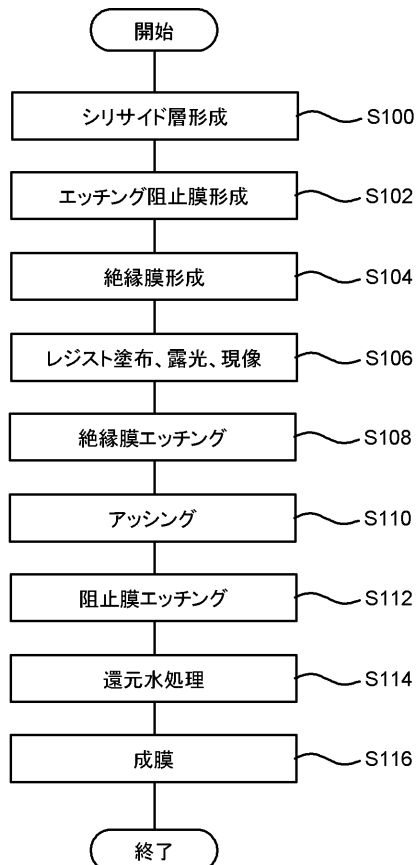 開始
シリサイド層形成 S100
エッチング阻止膜形成 S102
絶縁膜形成 S104
レジスト塗布、露光、現像 S106
絶縁膜エッチング S108
アッシング S110
阻止膜エッチング S112
還元水処理 S114
成膜 S116
終了